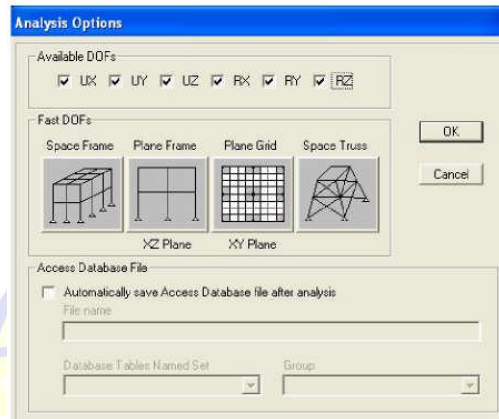 Analysis Options
Available DOFs
UX UY UZ RX RY RZ
Fast DOFs
Space Frame Plane Frame Plane Grid Space Truss
XZ Plane XY Plane
OK
Cancel
Access Database File
Automatically save Access Database file after analysis
File name
Database Tables Named Set Group